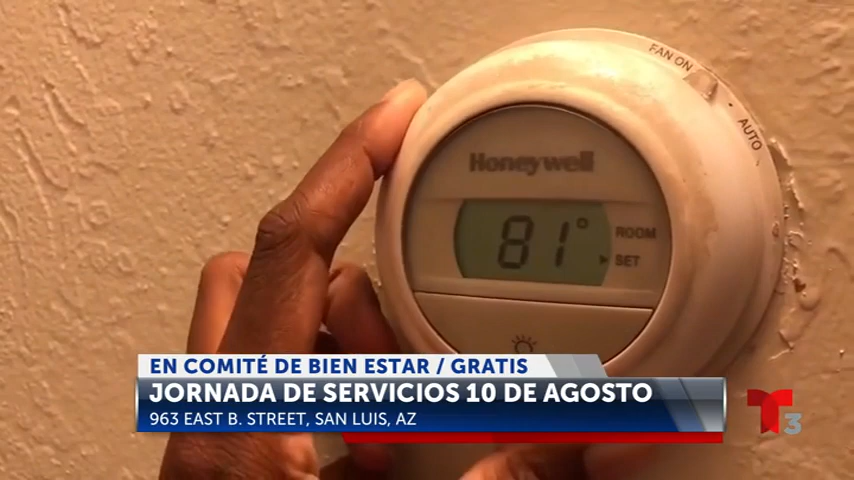 FAN ON
AUTO
Honeywell
81°
ROOM
SET
EN COMITÉ DE BIEN ESTAR / GRATIS
JORNADA DE SERVICIOS 10 DE AGOSTO
963 EAST B. STREET, SAN LUIS, AZ
T 3